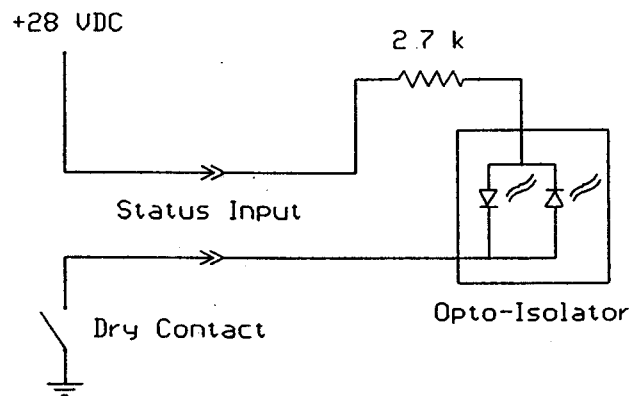 +28 VDC
2.7 k
Status Input
Opto-Isolator
Dry Contact